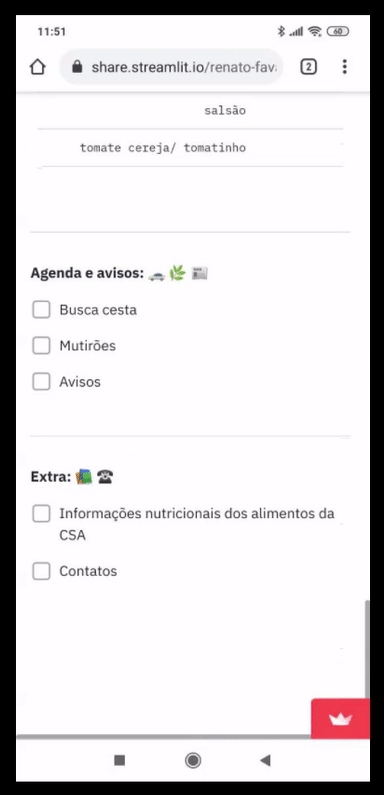 11:51
60
share.streamlit.io/renato-fav
2
salsão
tomate cereja/ tomatinho
Agenda e avisos:
Busca cesta
Mutirões
Avisos
Extra:
Informações nutricionais dos alimentos da
CSA
Contatos